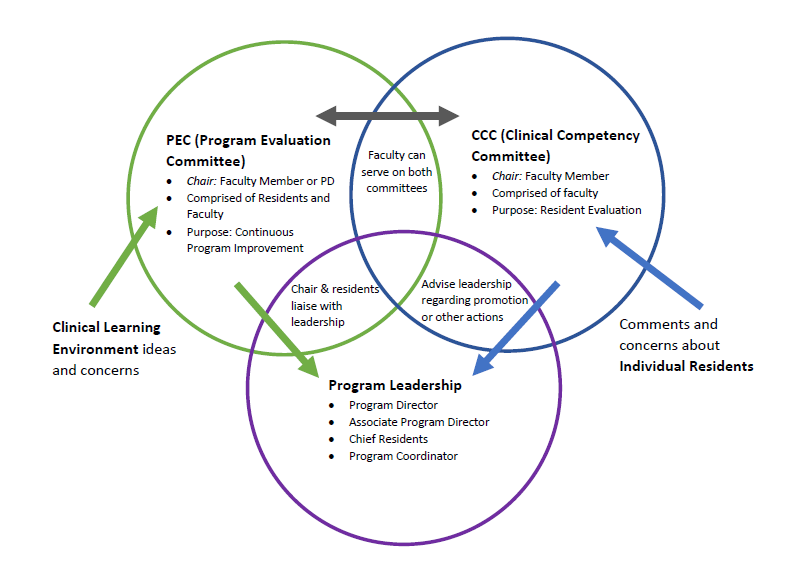 PEC (Program Evaluation
Committee)
• Chair: Faculty Member or PD
• Comprised of Residents and
Faculty
• Purpose: Continuous
Program Improvement
Faculty can
serve on both
committees
CCC (Clinical Competency
Committee)
• Chair: Faculty Member
• Comprised of faculty
• Purpose: Resident Evaluation
Chair & residents
liaise with
leadership
Advise leadership
regarding promotion
or other actions
Clinical Learning
Environment ideas
and concerns
Comments and
concerns about
Individual Residents
Program Leadership
• Program Director
• Associate Program Director
• Chief Residents
• Program Coordinator